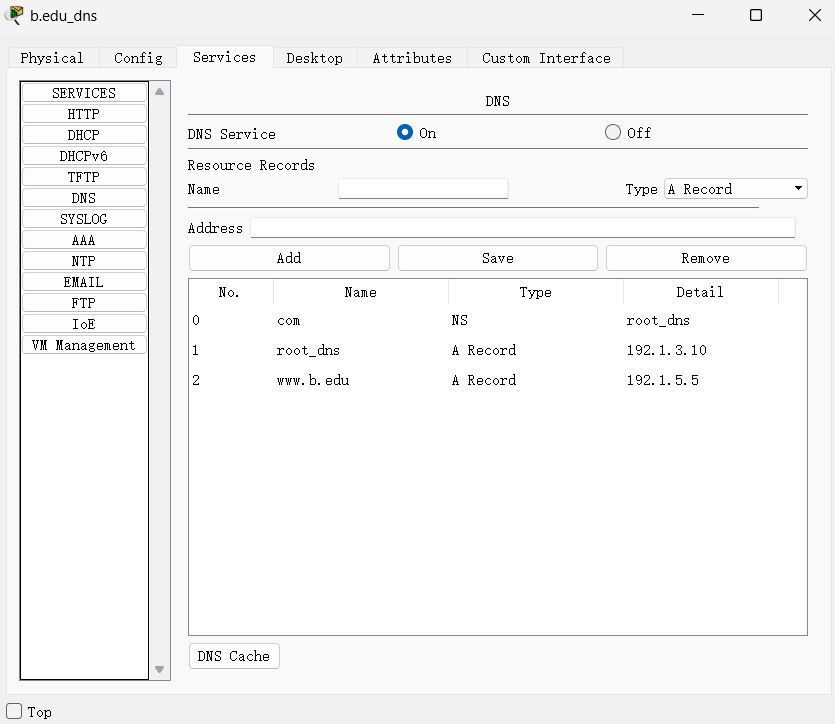 b.edu_dns
Physical Config Services Desktop Attributes Custom Interface
SERVICES
HTTP
DHCP
DHCPv6
TFTP
DNS
SYSLOG
AAA
NTP
EMAIL
FTP
IoE
VM Management
DNS
DNS Service On Off
Resource Records
Name Type A Record
Address
Add Save Remove
No. Name Type Detail
0 com NS root_dns
1 root_dns A Record 192.1.3.10
2 www.b.edu A Record 192.1.5.5
DNS Cache
Top